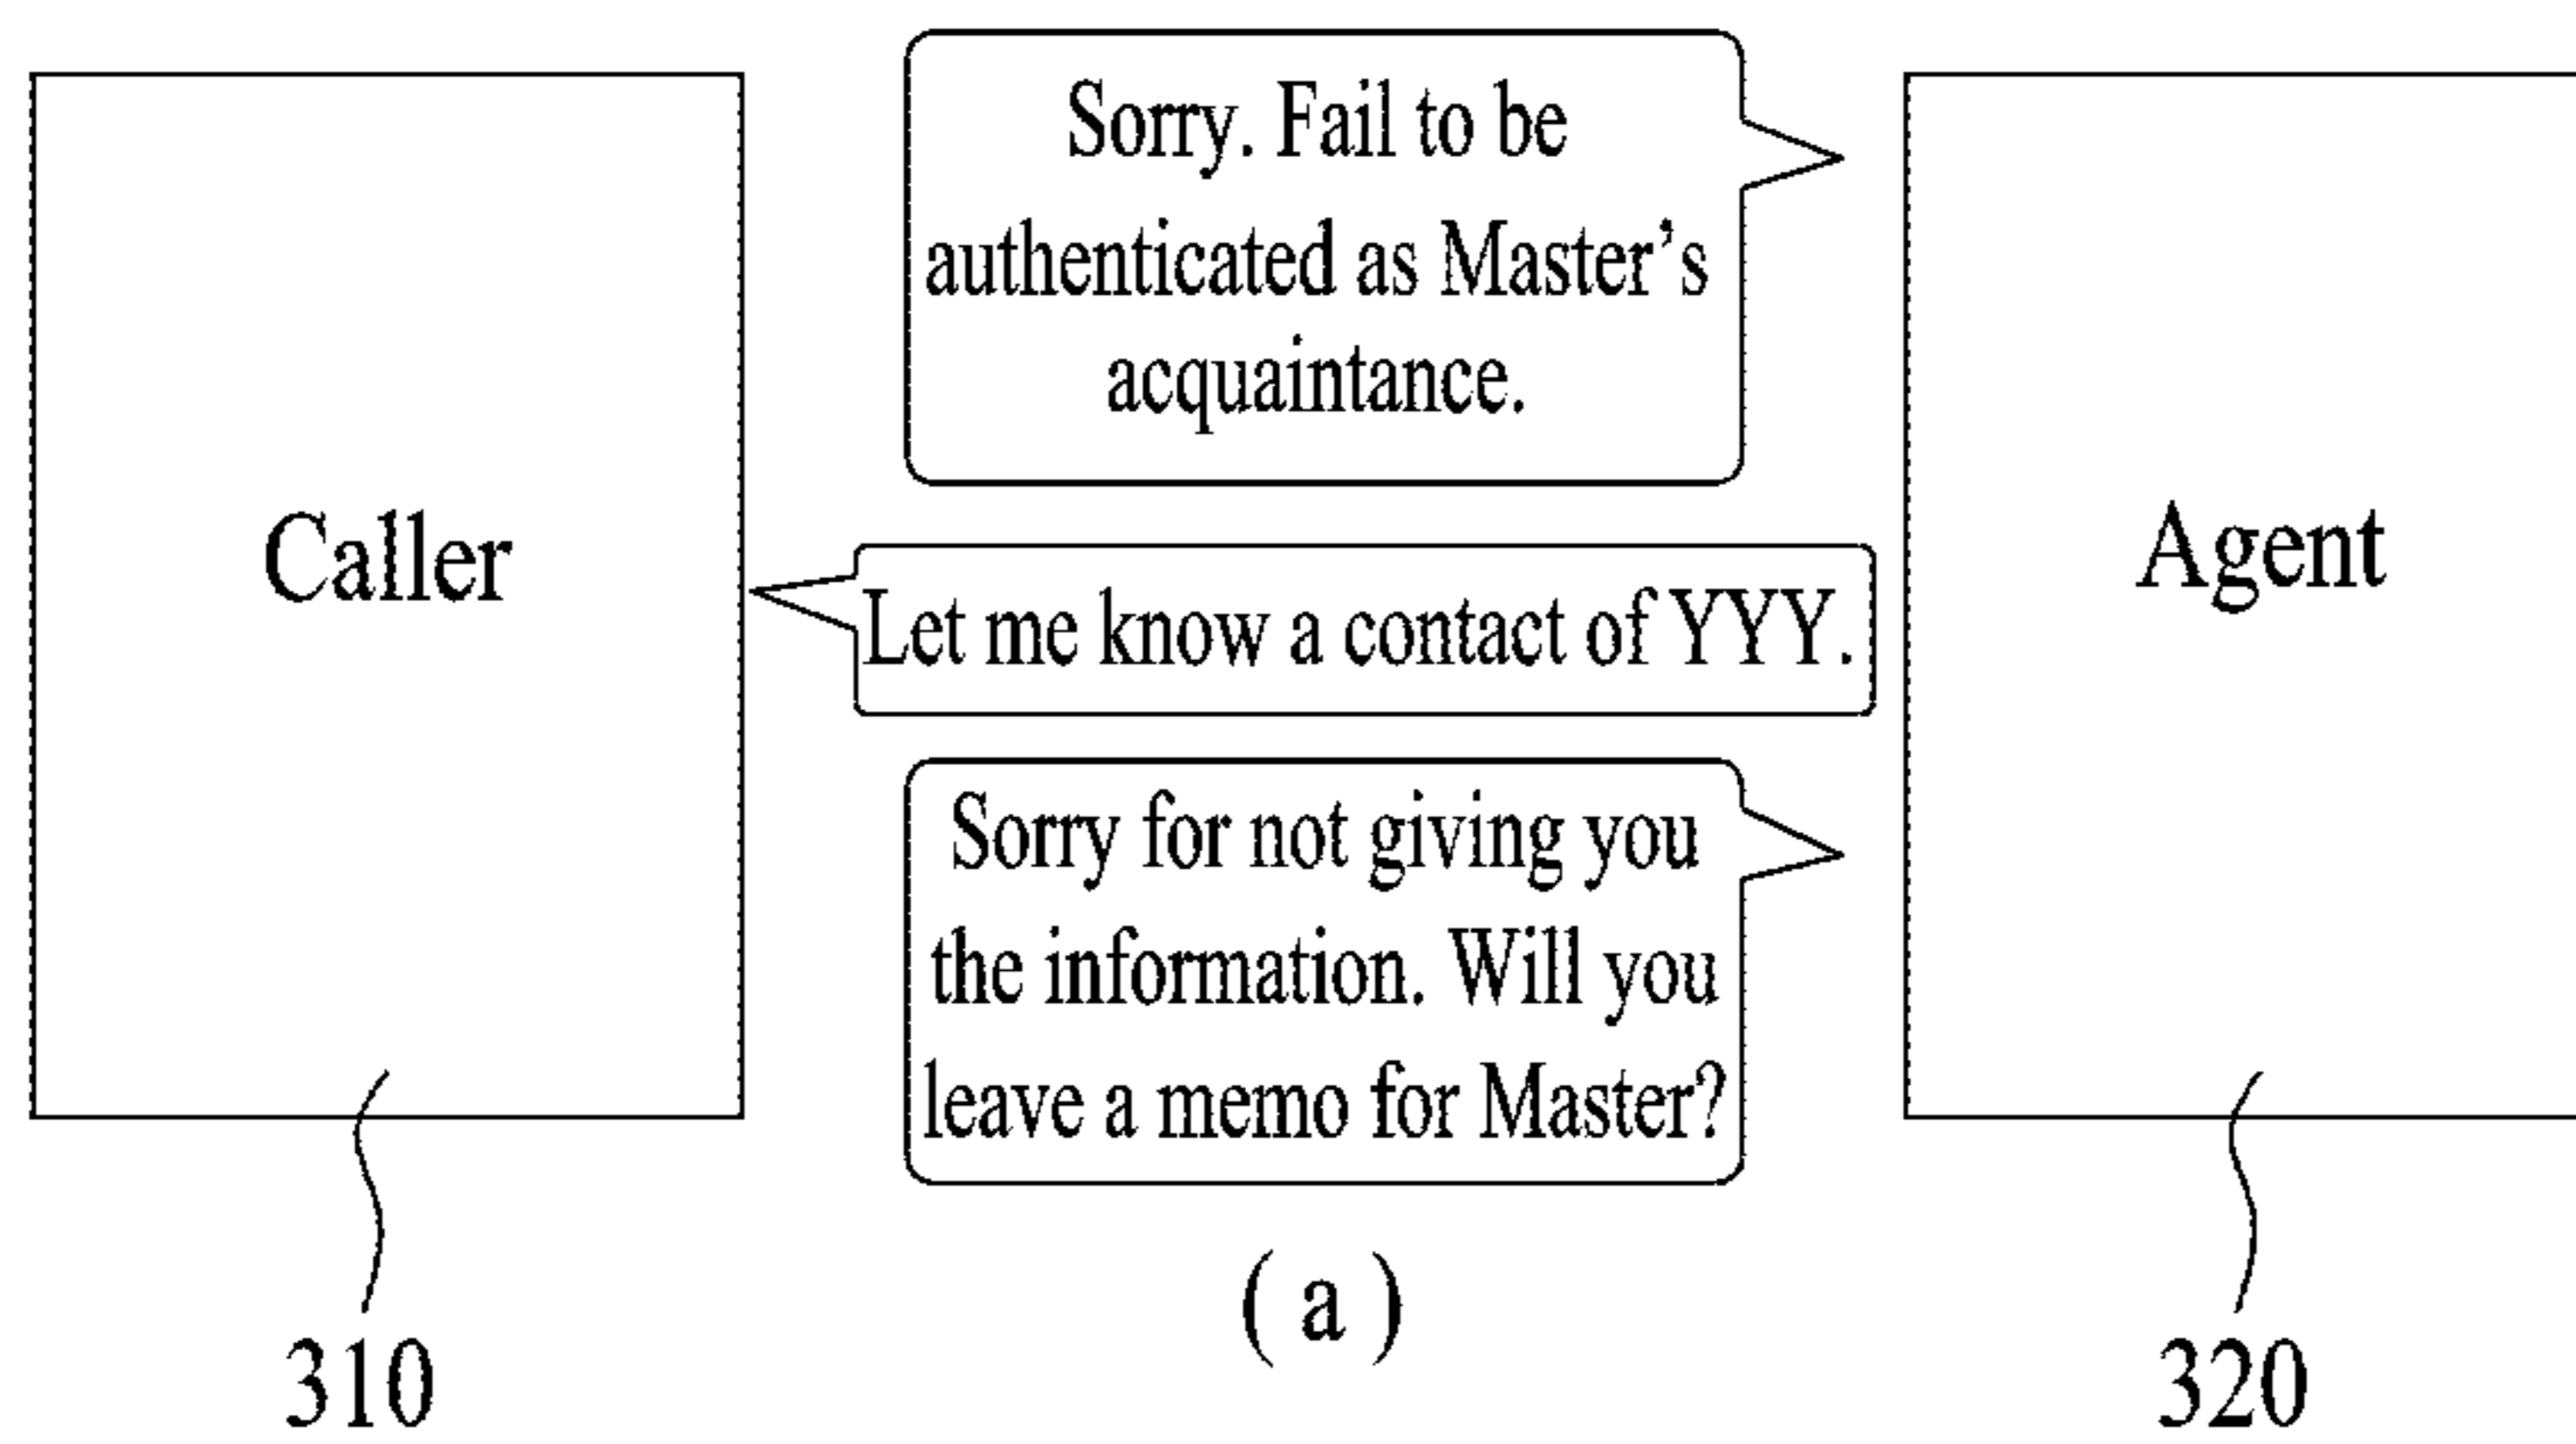 Sorry. Fail to be
authenticated as Master's
acquaintance.
Caller
Agent
Let me know a contact of YYY.
Sorry for not giving you
the information. Will you
leave a memo for Master?
( a )
310
320